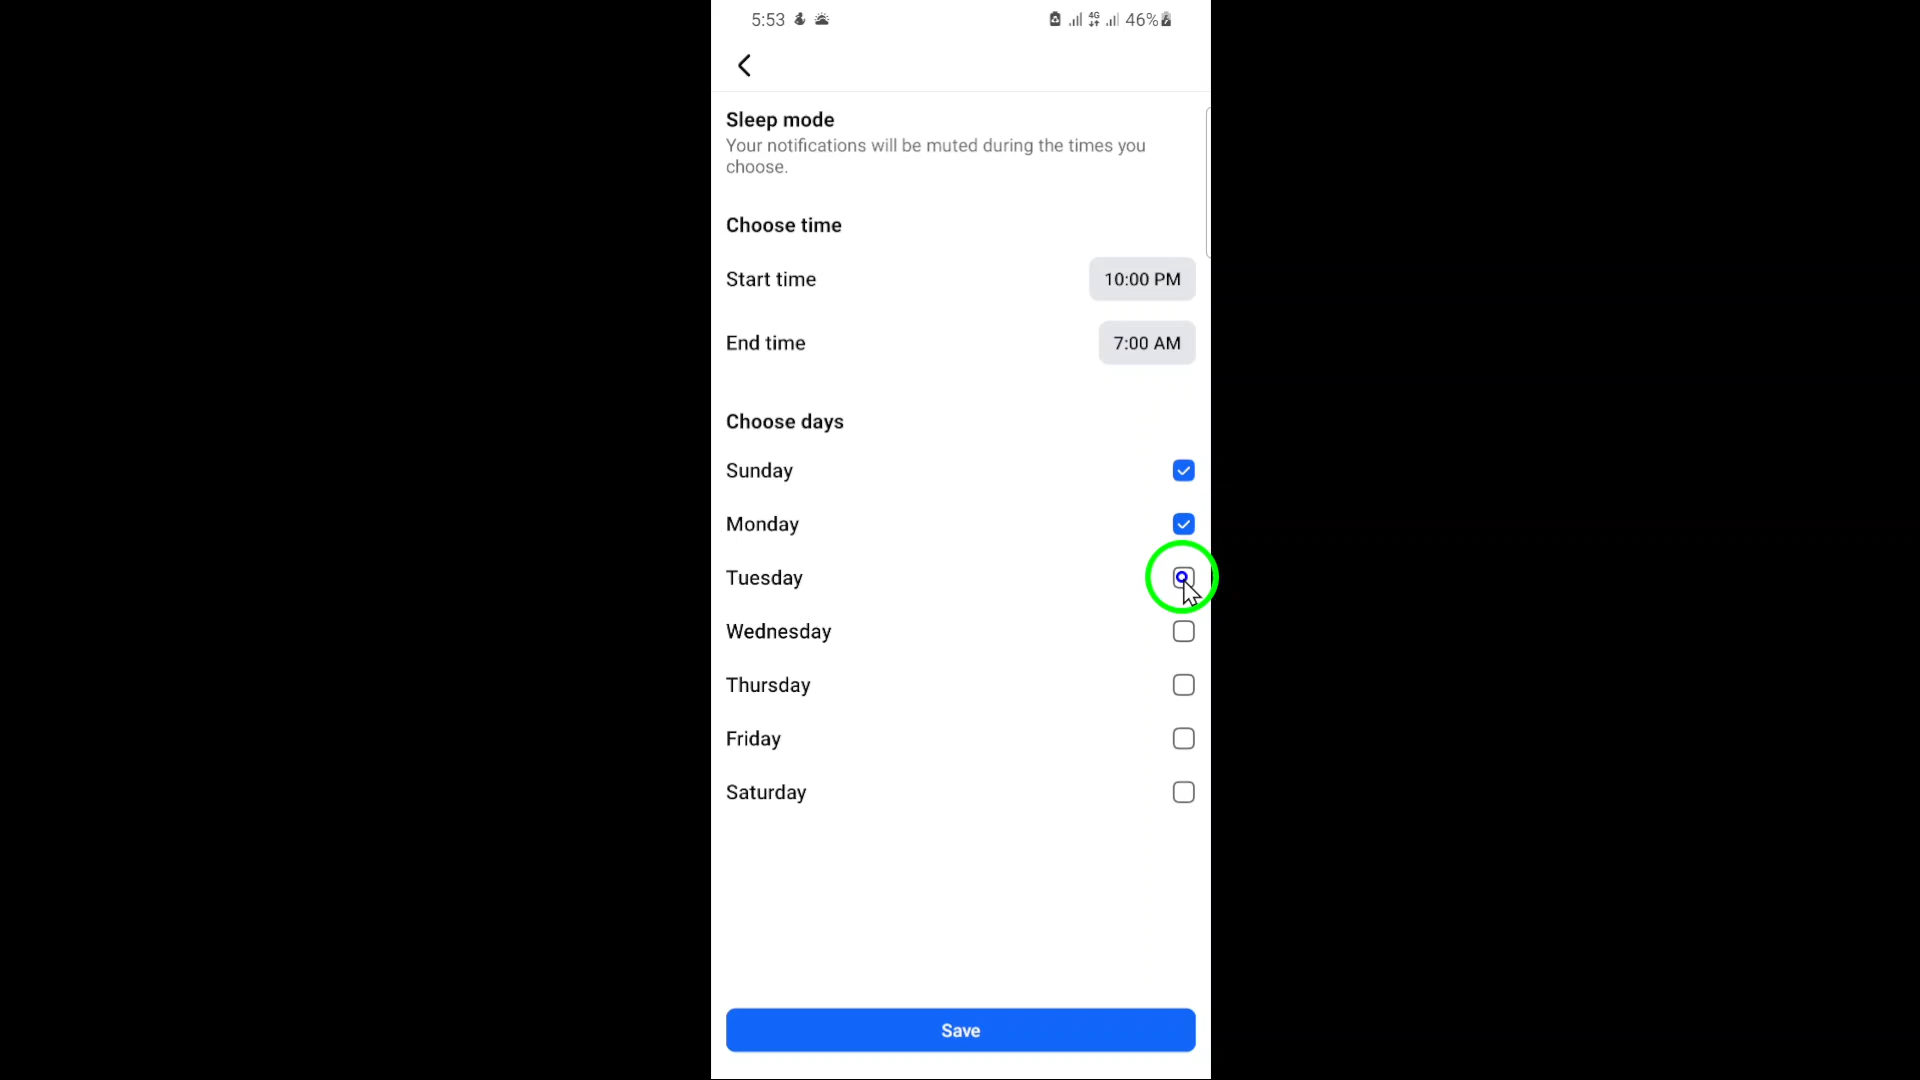 5:53 4G 46%
Sleep mode
Your notifications will be muted during the times you
choose.
Choose time
Start time 10:00 PM
End time 7:00 AM
Choose days
Sunday
Monday
Tuesday
Wednesday
Thursday
Friday
Saturday
Save